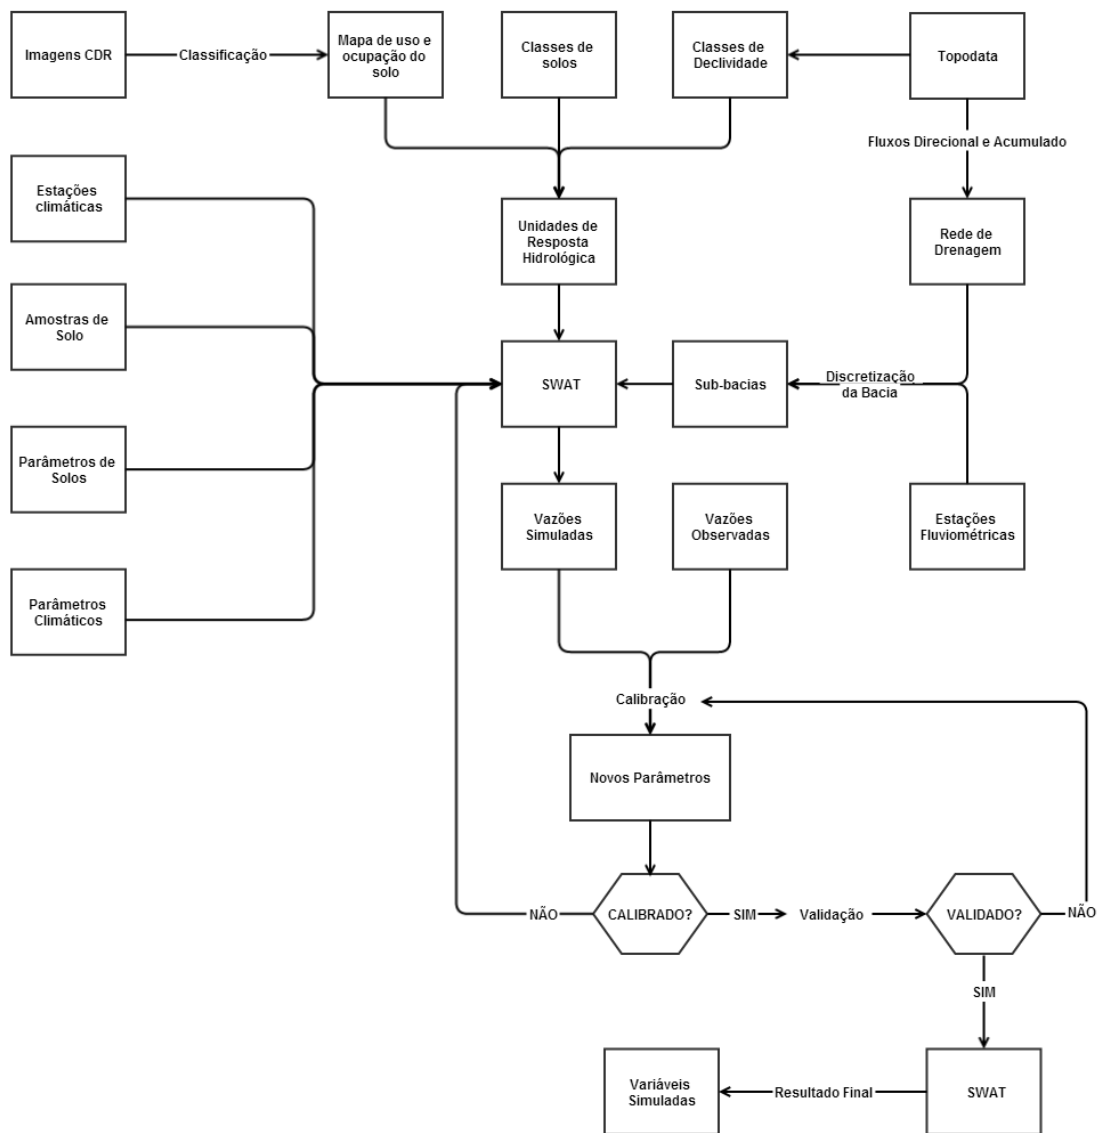 Imagens CDR
Classificação
Mapa de uso e
ocupação do
solo
Classes de
solos
Classes de
Declividade
Topodata
Fluxos Direcional e Acumulado
Estações
climáticas
Unidades de
Resposta
Hidrológica
Rede de
Drenagem
Amostras de
Solo
SWAT
Sub-bacias
Discretização
da Bacia
Parâmetros de
Solos
Vazões
Simuladas
Vazões
Observadas
Estações
Fluviométricas
Parâmetros
Climáticos
Calibração
Novos Parâmetros
NÃO
CALIBRADO?
SIM
Validação
VALIDADO?
NÃO
SIM
Variáveis
Simuladas
Resultado Final
SWAT